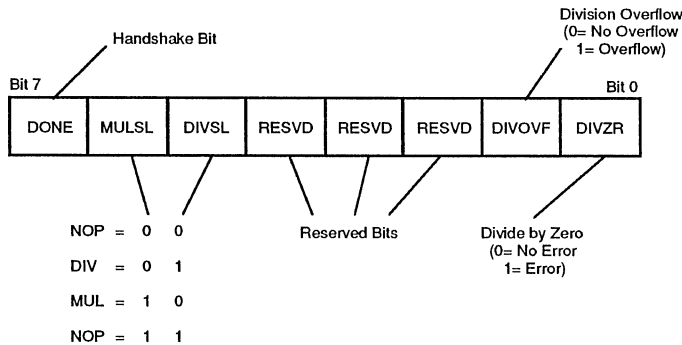 Division Overflow
(0= No Overflow
1= Overflow)
Handshake Bit
Bit 7
Bit 0
DONE MULSL DIVSL RESVD RESVD RESVD DIVOVF DIVZR
NOP = 0 0
DIV = 0 1
MUL = 1 0
NOP = 1 1
Reserved Bits
Divide by Zero
(0= No Error
1= Error)